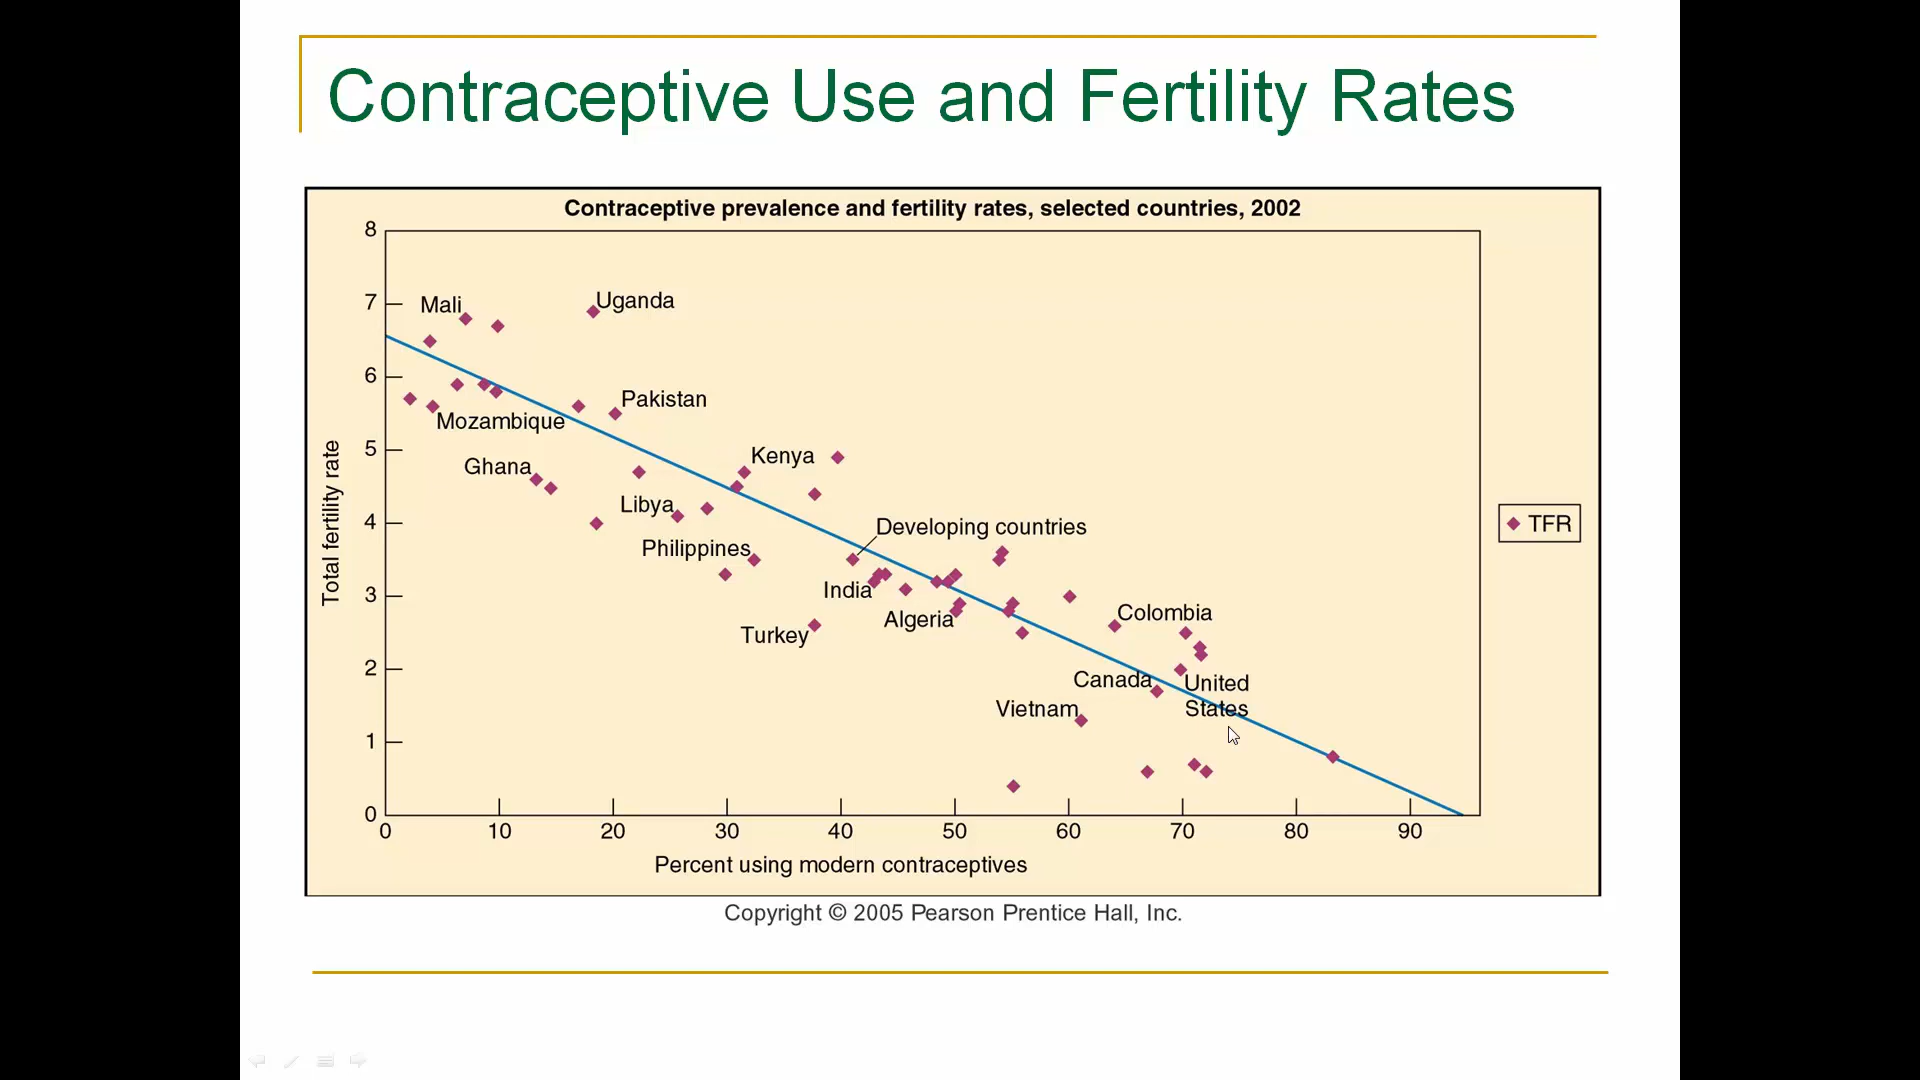 Contraceptive Use and Fertility Rates
Contraceptive prevalence and fertility rates, selected countries, 2002
8
7
6
5
4
3
2
1
0
Total fertility rate
Mali
Uganda
Pakistan
Mozambique
Kenya
Ghana
Libya
Developing countries
Philippines
India
Algeria
Colombia
Turkey
Canada
United
States
Vietnam
TFR
0 10 20 30 40 50 60 70 80 90
Percent using modern contraceptives
Copyright © 2005 Pearson Prentice Hall, Inc.